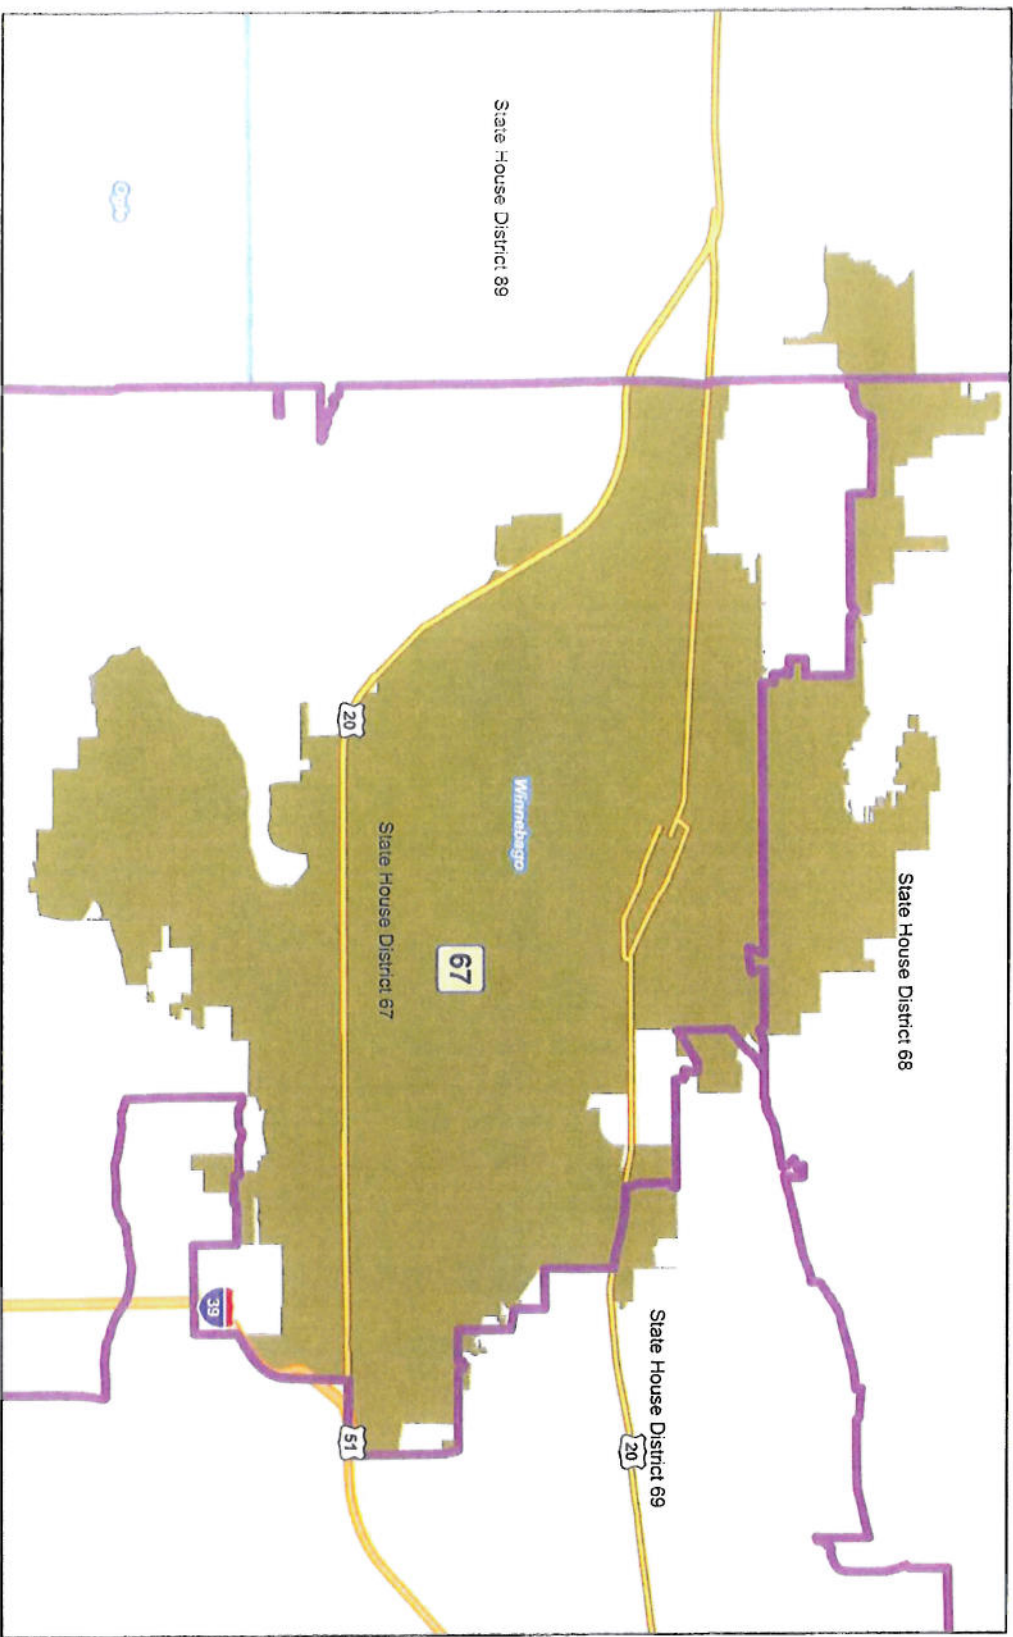 State House District 68
State House District 69
20
State House District 89
Winnebago
67
State House District 67
20
51
39
Ogle